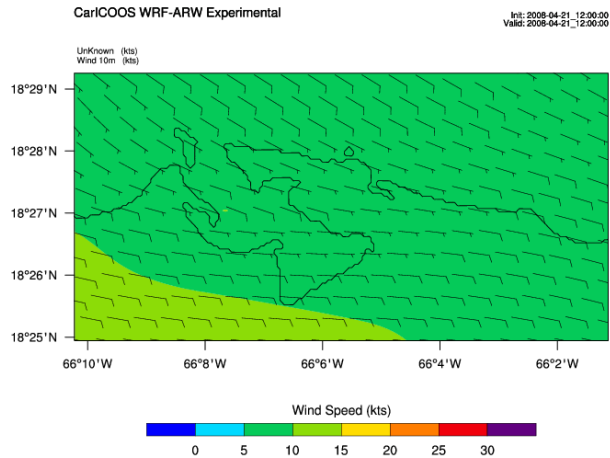 CarICOOS WRF-ARW Experimental
Init: 2008-04-21_12:00:00
Valid: 2008-04-21_12:00:00
UnKnown (kts)
Wind 10m (kts)
18°29'N
18°28'N
18°27'N
18°26'N
18°25'N
66°10'W 66°8'W 66°6'W 66°4'W 66°2'W
Wind Speed (kts)
0 5 10 15 20 25 30